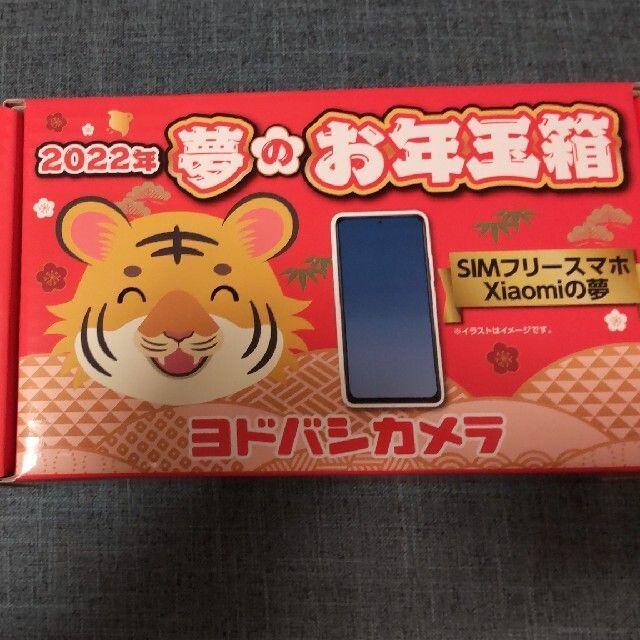 2022年 夢のお年玉箱
SIMフリースマホ
Xiaomiの夢
※イラストはイメージです。
ヨドバシカメラ